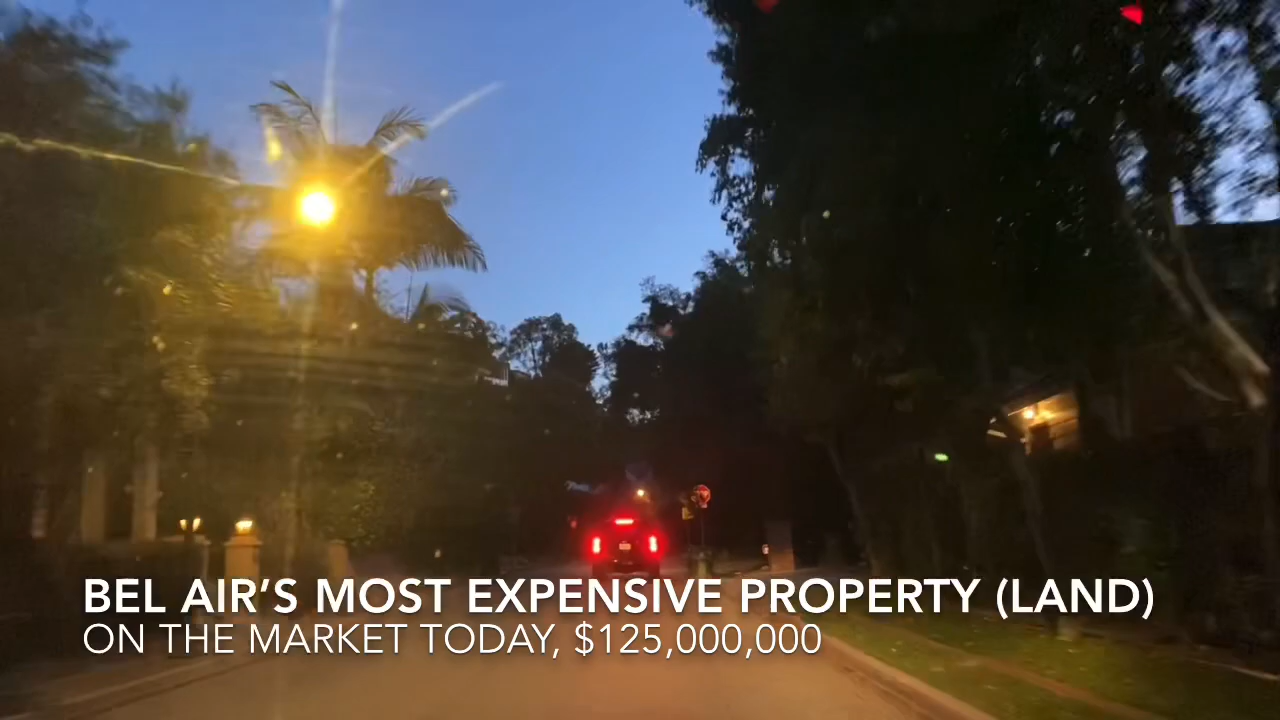 BEL AIR’S MOST EXPENSIVE PROPERTY (LAND)
ON THE MARKET TODAY, $125,000,000